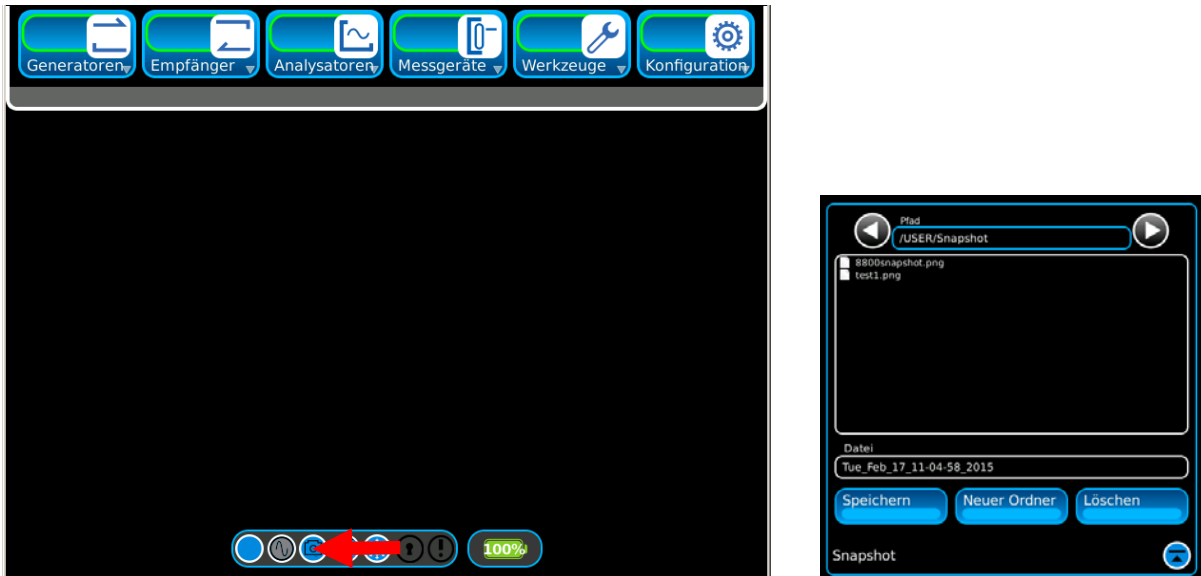 Generatoren
Empfänger
Analysatoren
Messgeräte
Werkzeuge
Konfiguration
100%
Pfad
/USER/Snapshot
8800snapshot.png
test1.png
Datei
Tue_Feb_17_11-04-58_2015
Speichern
Neuer Ordner
Löschen
Snapshot